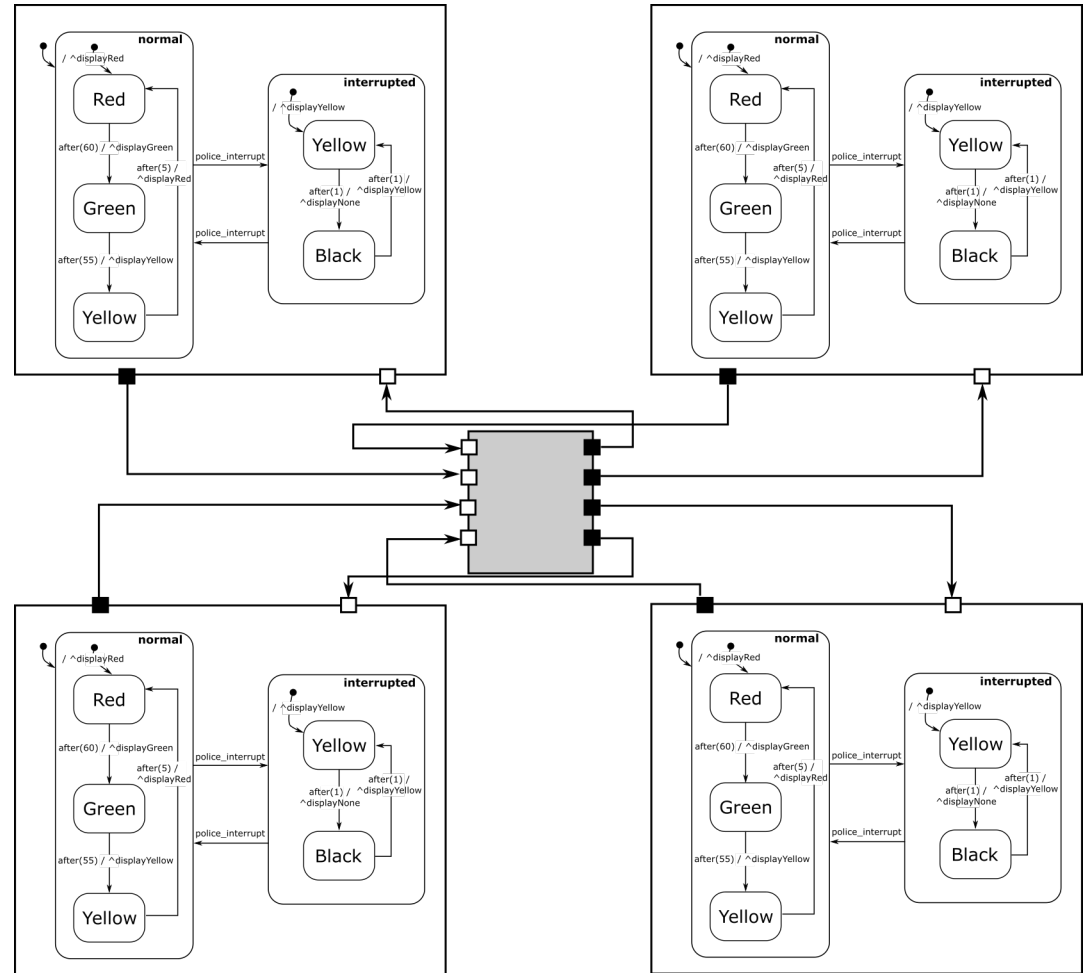 normal
/ ^displayRed
Red
after(60) / ^displayGreen
after(5) /
^displayRed
Green
after(55) / ^displayYellow
Yellow
police_interrupt
police_interrupt
interrupted
/ ^displayYellow
Yellow
after(1) /
^displayNone
after(1) /
^displayYellow
Black
normal
/ ^displayRed
Red
after(60) / ^displayGreen
after(5) /
^displayRed
Green
after(55) / ^displayYellow
Yellow
police_interrupt
police_interrupt
interrupted
/ ^displayYellow
Yellow
after(1) /
^displayNone
after(1) /
^displayYellow
Black
normal
/ ^displayRed
Red
after(60) / ^displayGreen
after(5) /
^displayRed
Green
after(55) / ^displayYellow
Yellow
police_interrupt
police_interrupt
interrupted
/ ^displayYellow
Yellow
after(1) /
^displayNone
after(1) /
^displayYellow
Black
normal
/ ^displayRed
Red
after(60) / ^displayGreen
after(5) /
^displayRed
Green
after(55) / ^displayYellow
Yellow
police_interrupt
police_interrupt
interrupted
/ ^displayYellow
Yellow
after(1) /
^displayNone
after(1) /
^displayYellow
Black